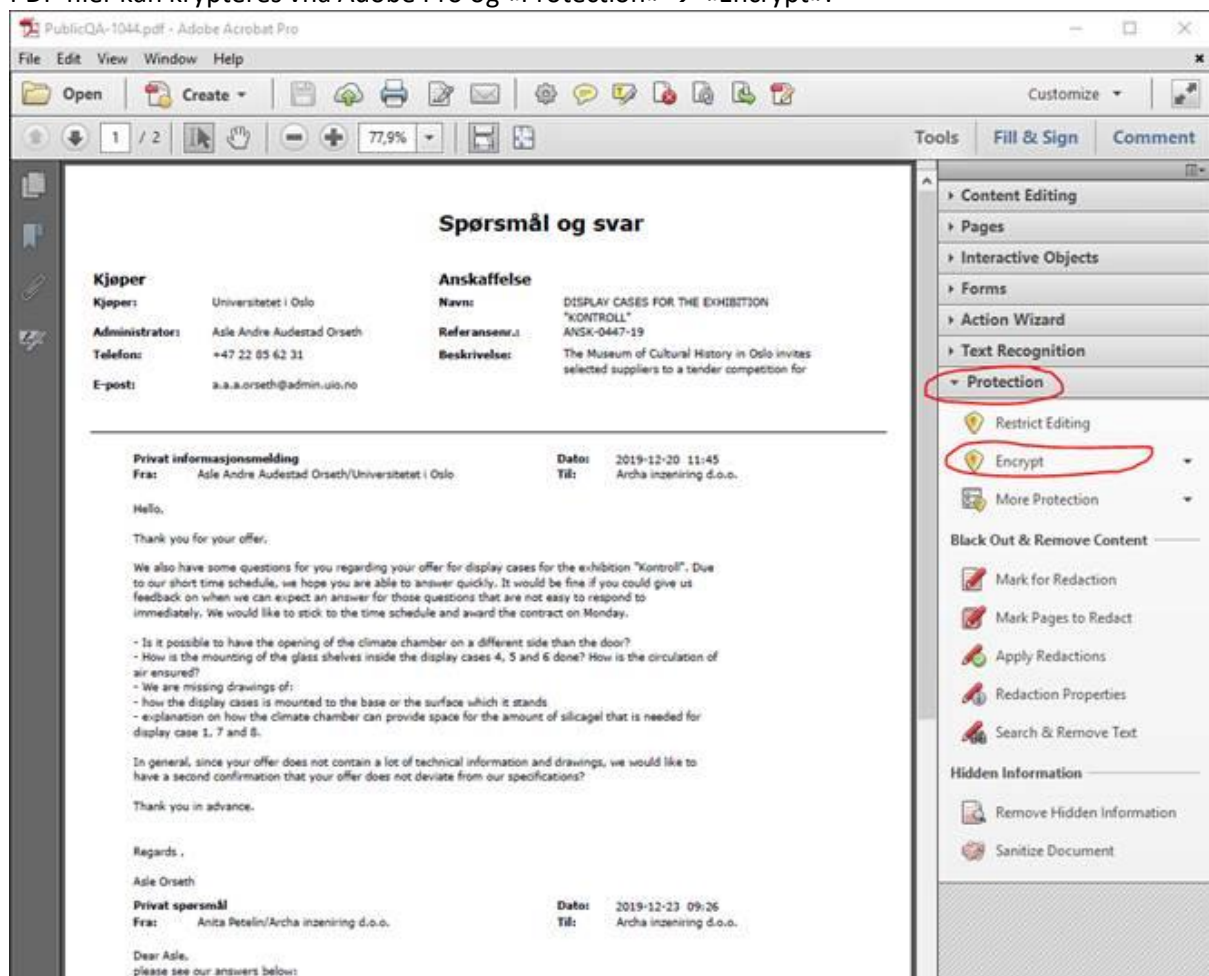 PDF filer kan krypteres vha Adobe Pro og «Protection» → «Encrypt».
PublicQA-1044.pdf - Adobe Acrobat Pro
File Edit View Window Help
Open Create Customize
1 / 2 77,9% Tools Fill & Sign Comment
Spørsmål og svar
Kjøper Anskaffelse
Kjøper: Universitetet i Oslo Navn: DISPLAY CASES FOR THE EXHIBITION
"KONTROLL"
Administrator: Asle Andre Audestad Orseth Referansenr.: ANSK-0447-19
Telefon: +47 22 85 62 31 Beskrivelse: The Museum of Cultural History in Oslo invites
selected suppliers to a tender competition for
E-post: a.a.a.orseth@admin.uio.no
Privat informasjonsmelding Dato: 2019-12-20 11:45
Fra: Asle Andre Audestad Orseth/Universitetet i Oslo Til: Archa inzeniring d.o.o.
Hello,
Thank you for your offer.
We also have some questions for you regarding your offer for display cases for the exhibition "Kontroll". Due
to our short time schedule, we hope you are able to answer quickly. It would be fine if you could give us
feedback on when we can expect an answer for those questions that are not easy to respond to
immediately. We would like to stick to the time schedule and award the contract on Monday.
- Is it possible to have the opening of the climate chamber on a different side than the door?
- How is the mounting of the glass shelves inside the display cases 4, 5 and 6 done? How is the circulation of
air ensured?
- We are missing drawings of:
- how the display cases is mounted to the base or the surface which it stands
- explanation on how the climate chamber can provide space for the amount of silicagel that is needed for
display case 1, 7 and 8.
In general, since your offer does not contain a lot of technical information and drawings, we would like to
have a second confirmation that your offer does not deviate from our specifications?
Thank you in advance.
Regards ,
Asle Orseth
Privat spørsmål Dato: 2019-12-23 09:26
Fra: Anita Petelin/Archa inzeniring d.o.o. Til: Archa inzeniring d.o.o.
Dear Asle,
please see our answers below:
Content Editing
Pages
Interactive Objects
Forms
Action Wizard
Text Recognition
Protection
Restrict Editing
Encrypt
More Protection
Black Out & Remove Content
Mark for Redaction
Mark Pages to Redact
Apply Redactions
Redaction Properties
Search & Remove Text
Hidden Information
Remove Hidden Information
Sanitize Document